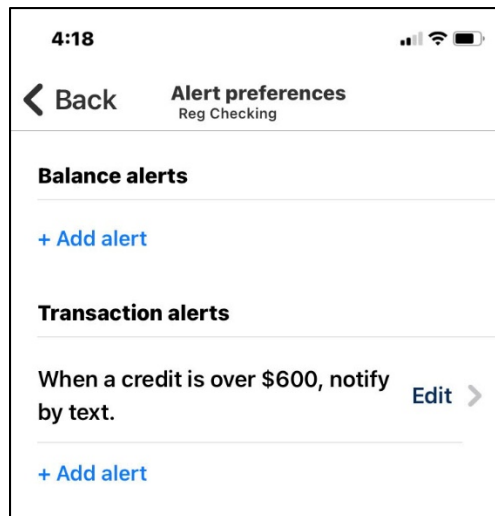 4:18
Back
Alert preferences
Reg Checking
Balance alerts
+ Add alert
Transaction alerts
When a credit is over $600, notify
by text.
Edit
+ Add alert